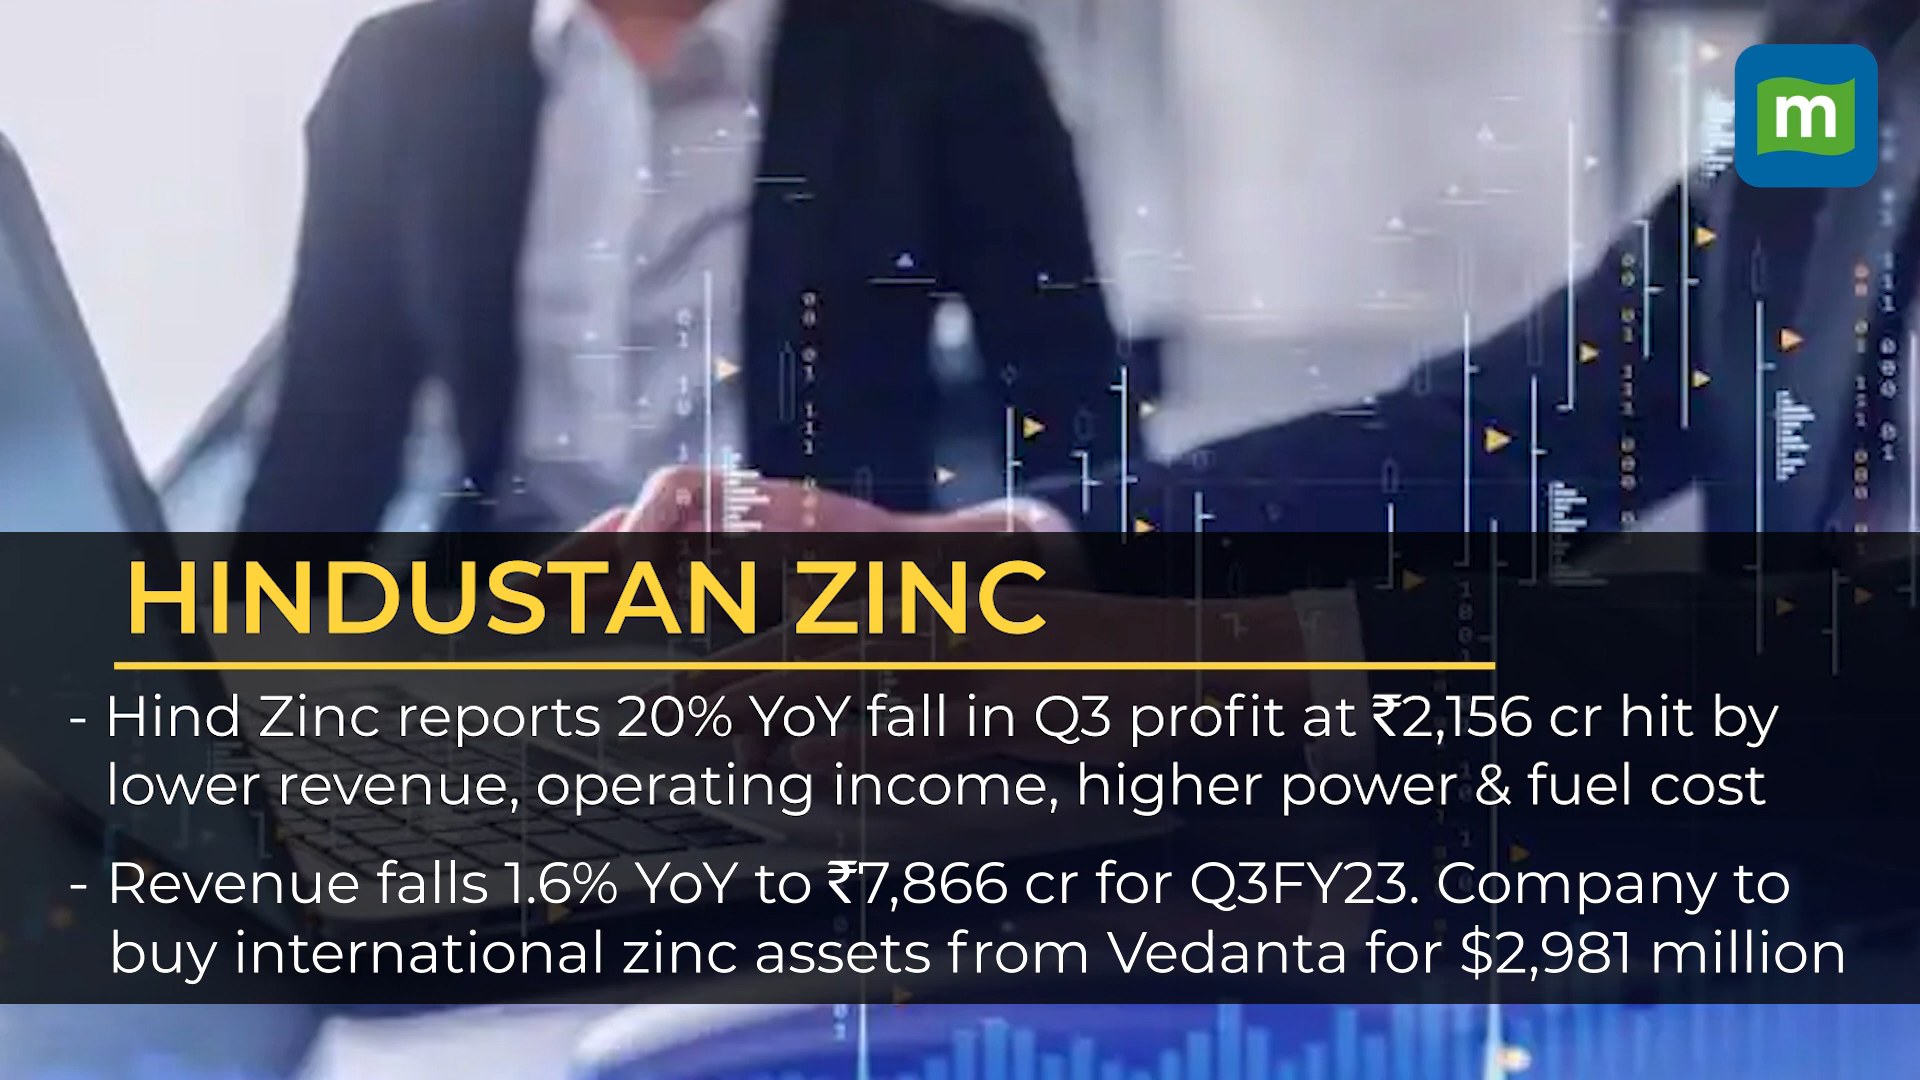 m
HINDUSTAN ZINC
- Hind Zinc reports 20% YoY fall in Q3 profit at ₹2,156 cr hit by
lower revenue, operating income, higher power & fuel cost
- Revenue falls 1.6% YoY to ₹7,866 cr for Q3FY23. Company to
buy international zinc assets from Vedanta for $2,981 million